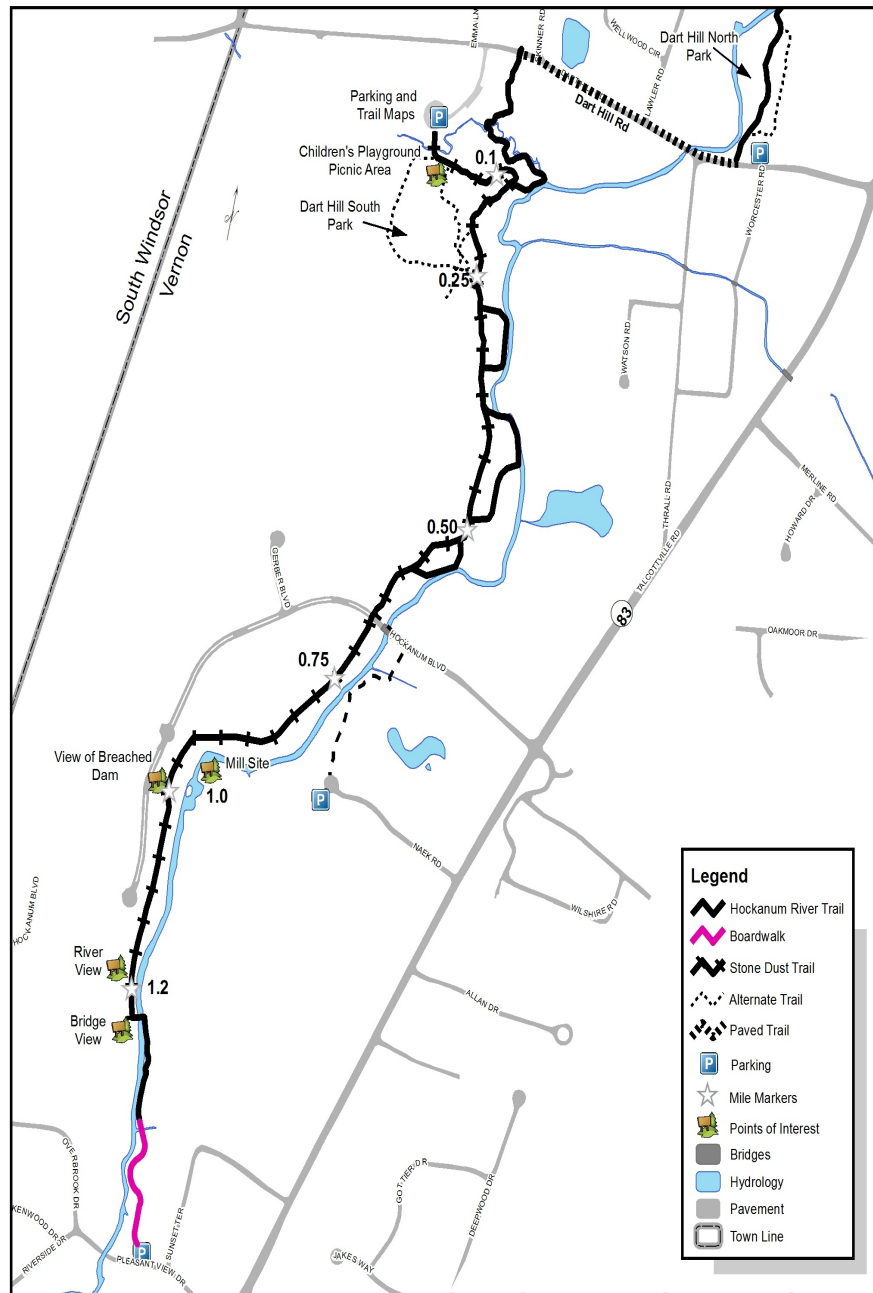 EMMA LN
SKINNER RD
WELLWOOD CIR
LAWLER RD
Dart Hill North
Park
Dart Hill Rd
Parking and
Trail Maps
P
Children's Playground
Picnic Area
0.1
P
WORCESTER RD
Dart Hill South
Park
South Windsor
Vernon
0.25
WATSON RD
THRALL RD
MERLINE RD
HOWARD DR
0.50
TALCOTTVILLE RD
83
GERBER BLVD
HOCKANUM BLVD
OAKMOOR DR
0.75
View of Breached
Dam
Mill Site
1.0
P
NAEK RD
WILSHIRE RD
HOCKANUM BLVD
River
View
1.2
Bridge
View
ALLAN DR
OVERBROOK DR
KENWOOD DR
RIVERSIDE DR
SUNSET TER
P
PLEASANT VIEW DR
GOTTIER DR
DEEPWOOD DR
JAKES WAY
Legend
Hockanum River Trail
Boardwalk
Stone Dust Trail
Alternate Trail
Paved Trail
P
Parking
Mile Markers
Points of Interest
Bridges
Hydrology
Pavement
Town Line